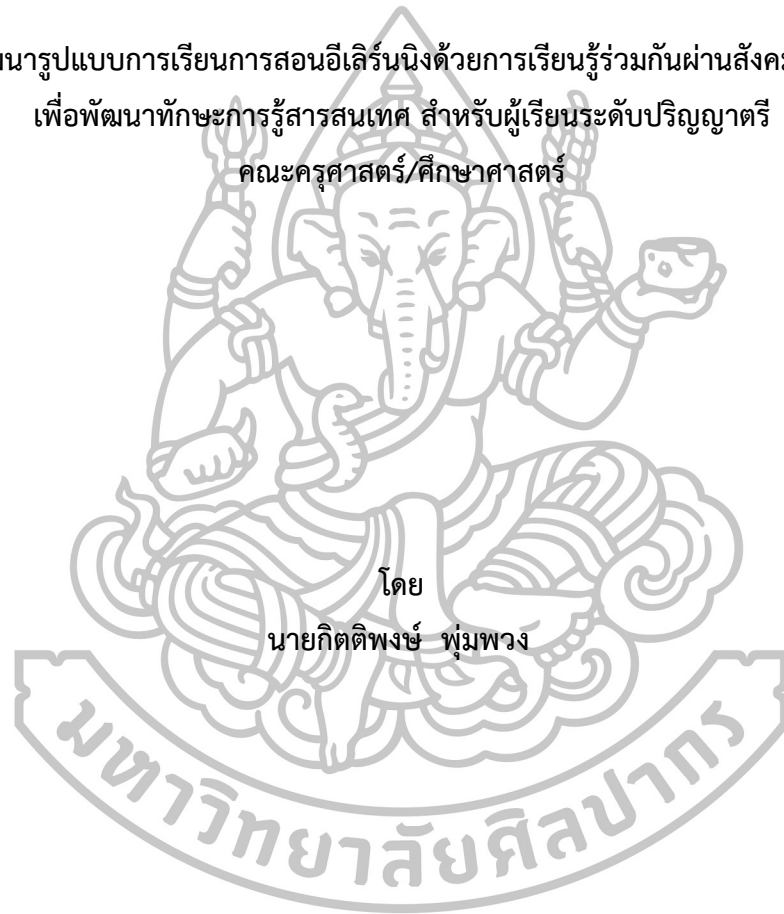 นารูปแบบการเรียนการสอนอีเลิร์นนิงด้วยการเรียนรู้ร่วมกันผ่านสังคม
เพื่อพัฒนาทักษะการรู้สารสนเทศ สำหรับผู้เรียนระดับปริญญาตรี
คณะครุศาสตร์/ศึกษาศาสตร์
โดย
นายกิตติพงษ์ พุ่มพวง
มหาวิทยาลัยศิลปากร